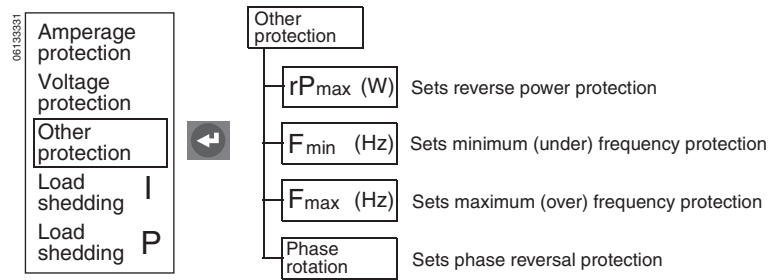 06133331
Amperage
protection
Voltage
protection
Other
protection
Load
shedding I
Load
shedding P
Other
protection
rPmax (W) Sets reverse power protection
Fmin (Hz) Sets minimum (under) frequency protection
Fmax (Hz) Sets maximum (over) frequency protection
Phase
rotation Sets phase reversal protection